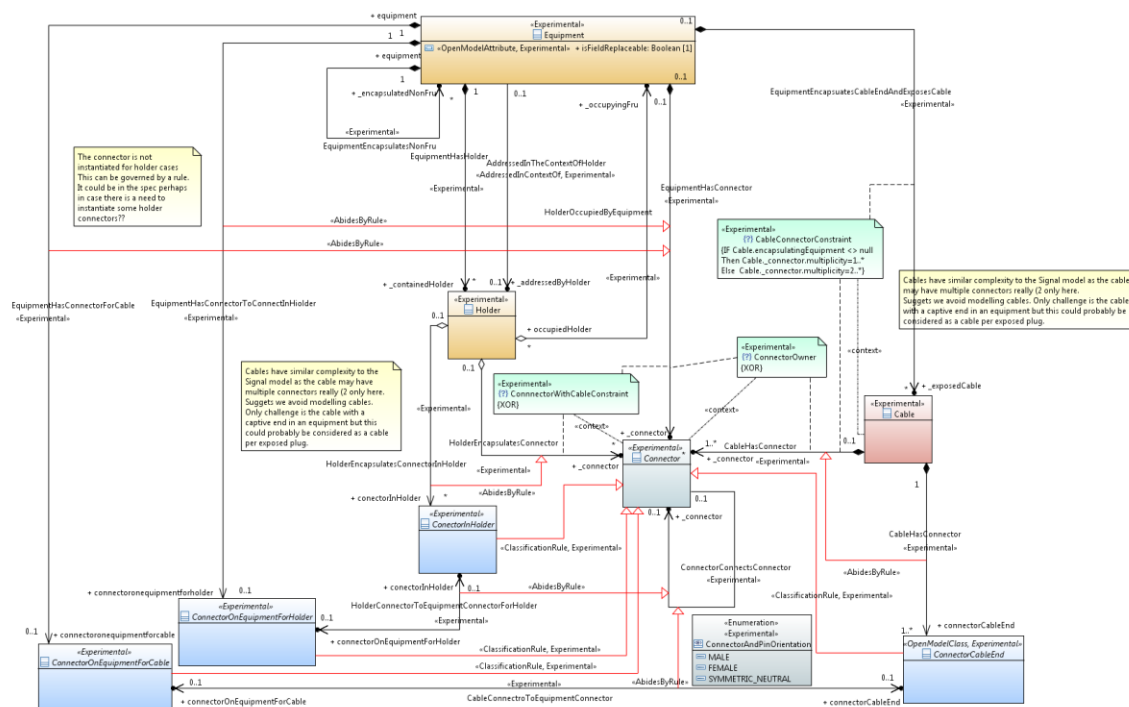 + equipment
1
«Experimental»
Equipment
0..1
1
+ equipment
«OpenModelAttribute, Experimental» + isFieldReplaceable: Boolean [1]
1
0..1
+ _encapsulatedNonFru
*
1
0..1
+ _occupyingFru
0..1
EquipmentEncapsuatesCableEndAndExposesCable
«Experimental»
«Experimental»
EquipmentEncapsulatesNonFru
The connector is not
instantiated for holder cases
This can be governed by a rule.
It could be in the spec perhaps
in case there is a need to
instantiate some holder
connectors??
EquipmentHasHolder
«Experimental»
AddressedInTheContextOfHolder
«AddressedInContextOf, Experimental»
EquipmentHasConnector
«Experimental»
HolderOccupiedByEquipment
«Experimental»
«AbidesByRule»
«AbidesByRule»
«Experimental»
{?} CableConnectorConstraint
{IF Cable.encapsulatingEquipment <> null
Then Cable._connector.multiplicity=1..*
Else Cable._connector.multiplicity=2..*}
Cables have similar complexity to the Signal model as the cable
may have multiple connectors really (2 only here.
Suggets we avoid modelling cables. Only challenge is the cable
with a captive end in an equipment but this could probably be
considered as a cable per exposed plug.
EquipmentHasConnectorForCable
«Experimental»
EquipmentHasConnectorToConnectInHiolder
«Experimental»
+ _containedHolder
*
0..1
+ _addressedByHolder
«Experimental»
Holder
0..1
+ occupiedHolder
*
0..1
Cables have similar complexity to the
Signal model as the cable may have
multiple connectors really (2 only here.
Suggets we avoid modelling cables.
Only challenge is the cable with a
captive end in an equipment but this
could probably be considered as a cable
per exposed plug.
«Experimental»
«Experimental»
{?} ConnnectorWithCableConstraint
{XOR}
«Experimental»
{?} ConnectorOwner
{XOR}
«context»
«context»
«context»
*
+ _exposedCable
«Experimental»
Cable
0..1
1
HolderEncapsulatesConnector
«Experimental»
HolderEncapsulatesConnectorInHolder
+ _connector
*
*
+ _connector
«Experimental»
Connector
*
1..*
+ _connector
CableHasConnector
«Experimental»
«AbidesByRule»
+ conectorInHolder
*
«Experimental»
ConectorInHolder
0..1
0..1
+ _connector
«ClassificationRule, Experimental»
ConnectorConnectsConnector
«Experimental»
CableHasConnector
«Experimental»
«AbidesByRule»
«ClassificationRule, Experimental»
+ conectorInHolder
0..1
«AbidesByRule»
HolderConnectorToEquipmentConnectorForHolder
«Experimental»
0..1
+ connectoronequipmentforholder
«Experimental»
ConnectorOnEquipmentForHolder
0..1
+ connectorOnEquipmentForHolder
0..1
+ connectoronequipmentforcable
«Experimental»
ConnectorOnEquipmentForCable
«ClassificationRule, Experimental»
«ClassificationRule, Experimental»
«Enumeration»
«Experimental»
ConnectorAndPinOrientation
MALE
FEMALE
SYMMETRIC_NEUTRAL
+ connectorCableEnd
1..*
«OpenModelClass, Experimental»
ConnectorCableEnd
0..1
+ connectorOnEquipmentForCable
«Experimental»
CableConnectroToEquipmentConnector
«AbidesByRule»
0..1
+ connectorCableEnd